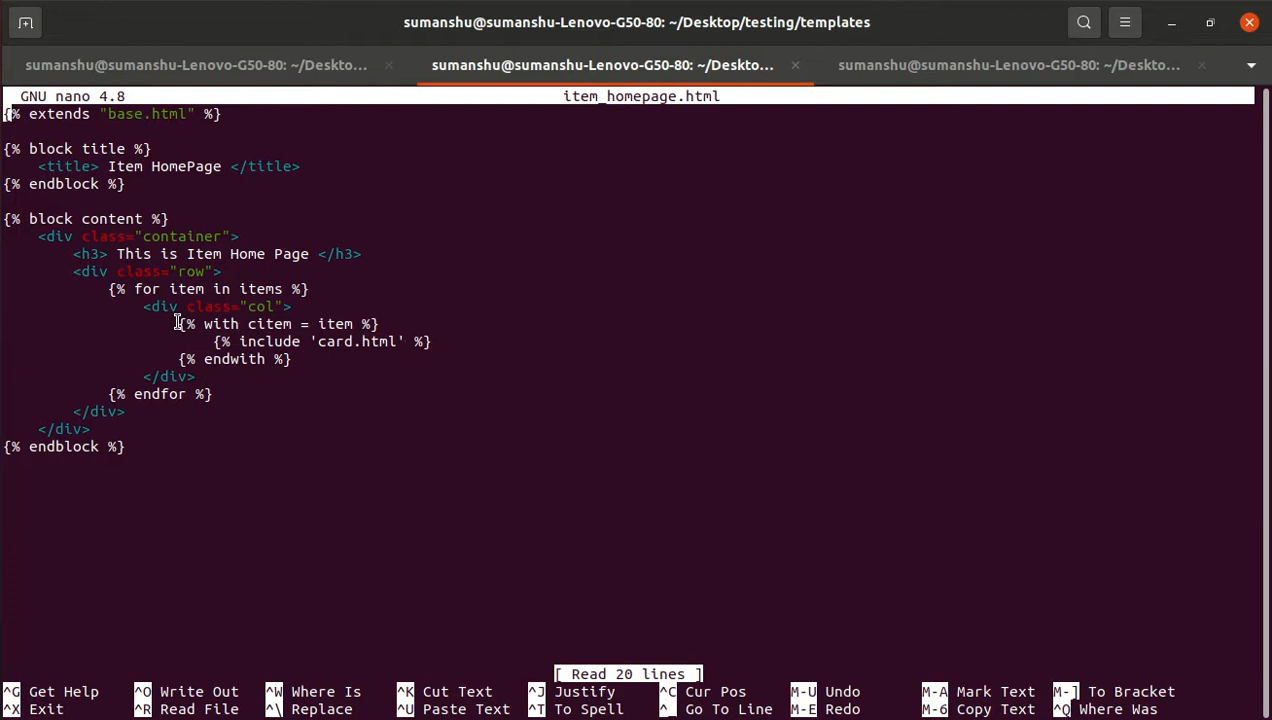 sumanshu@sumanshu-Lenovo-G50-80: ~/Desktop/testing/templates
sumanshu@sumanshu-Lenovo-G50-80: ~/Deskto... sumanshu@sumanshu-Lenovo-G50-80: ~/Deskto... sumanshu@sumanshu-Lenovo-G50-80: ~/Deskto...
GNU nano 4.8 item_homepage.html
{% extends "base.html" %}
{% block title %}
<title> Item HomePage </title>
{% endblock %}
{% block content %}
<div class="container">
<h3> This is Item Home Page </h3>
<div class="row">
{% for item in items %}
<div class="col">
{% with citem = item %}
{% include 'card.html' %}
{% endwith %}
</div>
{% endfor %}
</div>
</div>
{% endblock %}
[ Read 20 lines ]
^G Get Help ^O Write Out ^W Where Is ^K Cut Text ^J Justify ^C Cur Pos M-U Undo M-A Mark Text M-] To Bracket
^X Exit ^R Read File ^\ Replace ^U Paste Text ^T To Spell ^_ Go To Line M-E Redo M-6 Copy Text ^Q Where Was